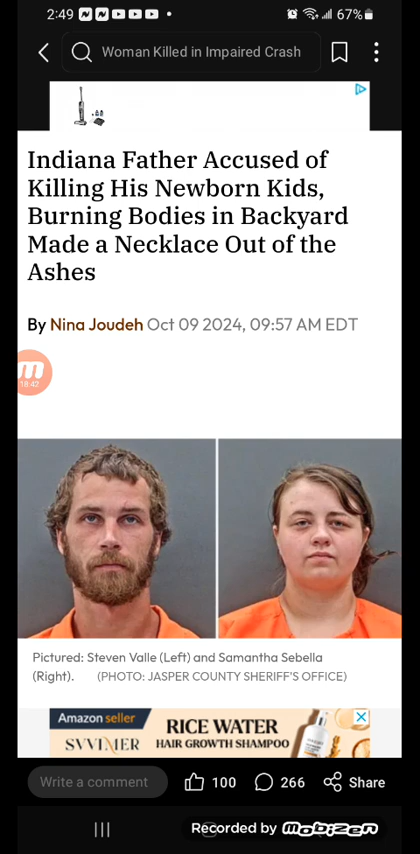 2:49
67%
Woman Killed in Impaired Crash
Indiana Father Accused of
Killing His Newborn Kids,
Burning Bodies in Backyard
Made a Necklace Out of the
Ashes
By Nina Joudeh Oct 09 2024, 09:57 AM EDT
m
18:42
Pictured: Steven Valle (Left) and Samantha Sebella
(Right). (PHOTO: JASPER COUNTY SHERIFF'S OFFICE)
Amazon seller
SVVIMER
RICE WATER
HAIR GROWTH SHAMPOO
Write a comment
100
266
Share
Recorded by mobizen